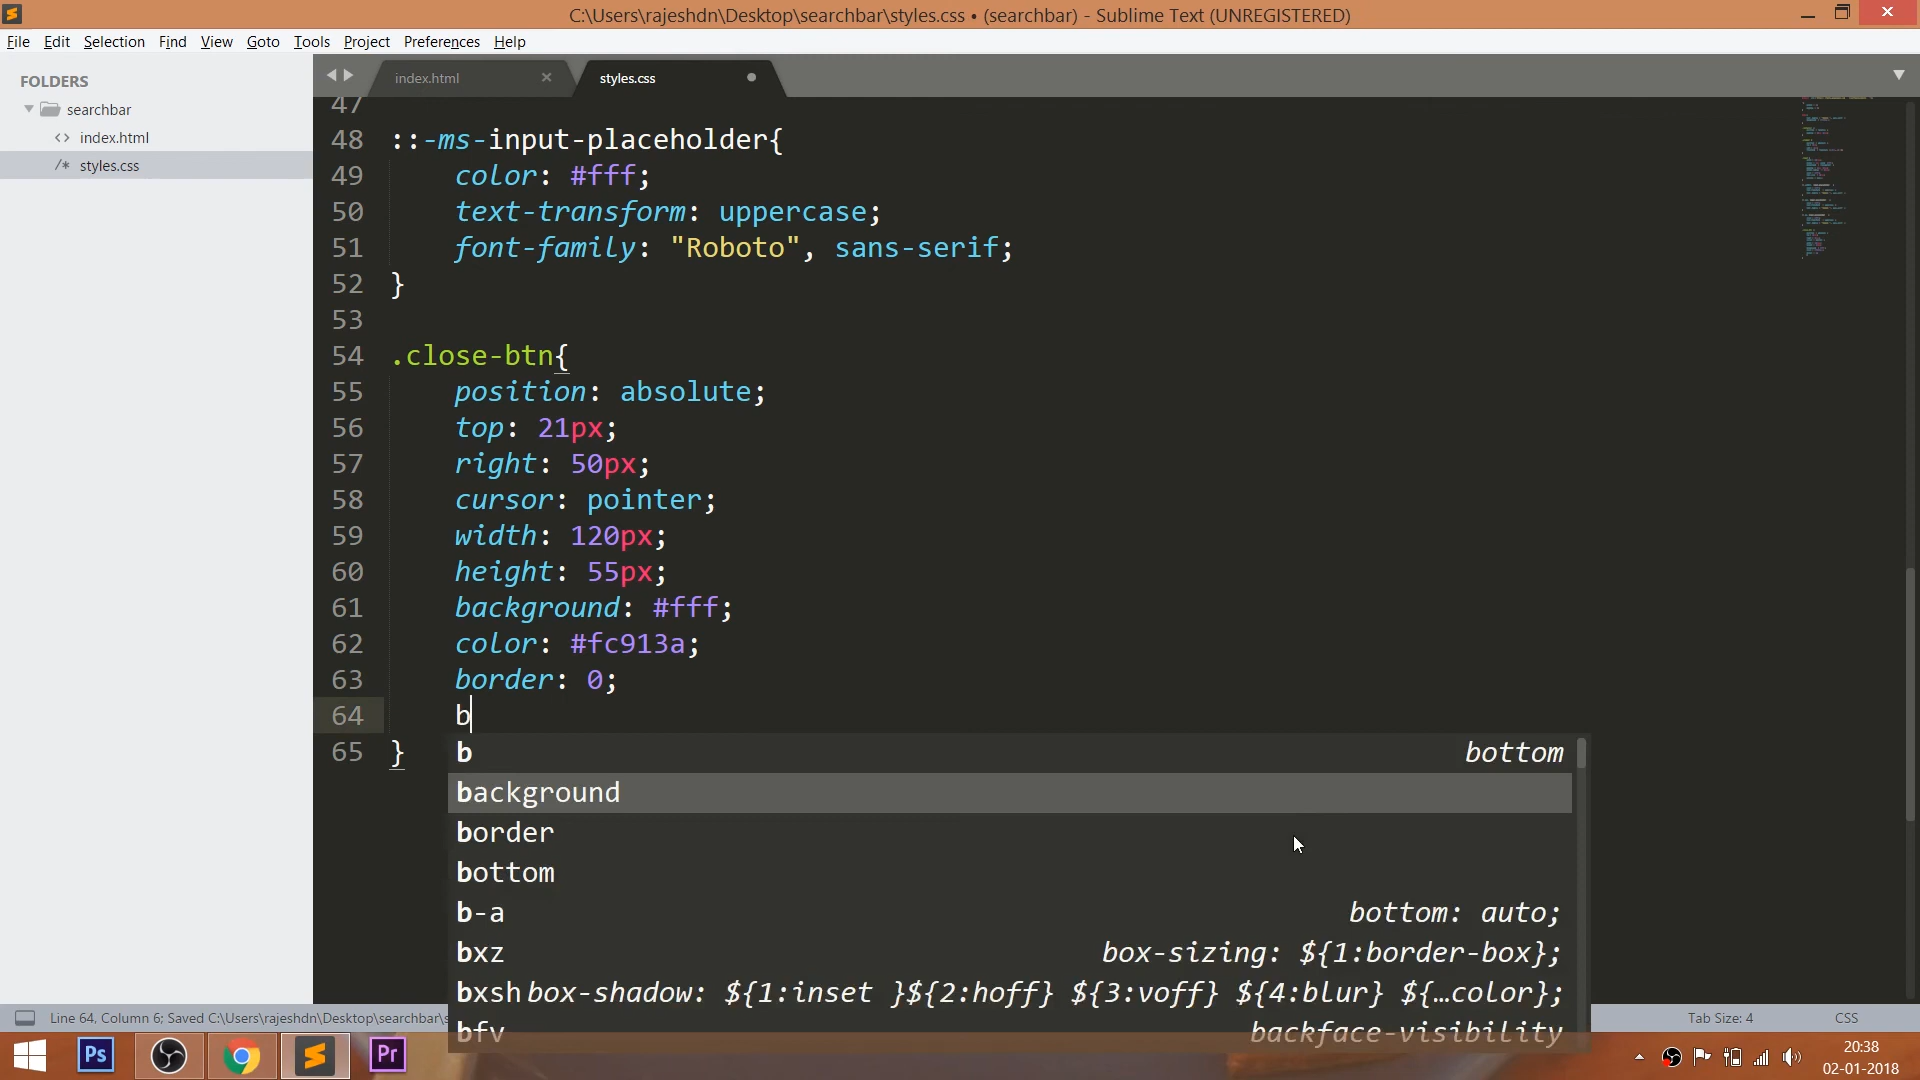 C:\Users\rajeshdn\Desktop\searchbar\styles.css • (searchbar) - Sublime Text (UNREGISTERED)
File Edit Selection Find View Goto Tools Project Preferences Help
FOLDERS
searchbar
<> index.html
/* styles.css
index.html
styles.css
47
48 ::-ms-input-placeholder{
49 color: #fff;
50 text-transform: uppercase;
51 font-family: "Roboto", sans-serif;
52 }
53
54 .close-btn{
55 position: absolute;
56 top: 21px;
57 right: 50px;
58 cursor: pointer;
59 width: 120px;
60 height: 55px;
61 background: #fff;
62 color: #fc913a;
63 border: 0;
64 b
65 }
b bottom
background
border
bottom
b-a bottom: auto;
bxz box-sizing: ${1:border-box};
bxsh box-shadow: ${1:inset }${2:hoff} ${3:voff} ${4:blur} ${…color};
bfv backface-visibility
Line 64, Column 6; Saved C:\Users\rajeshdn\Desktop\searchbar\s
Tab Size: 4 CSS
Ps
Pr
20:38
02-01-2018